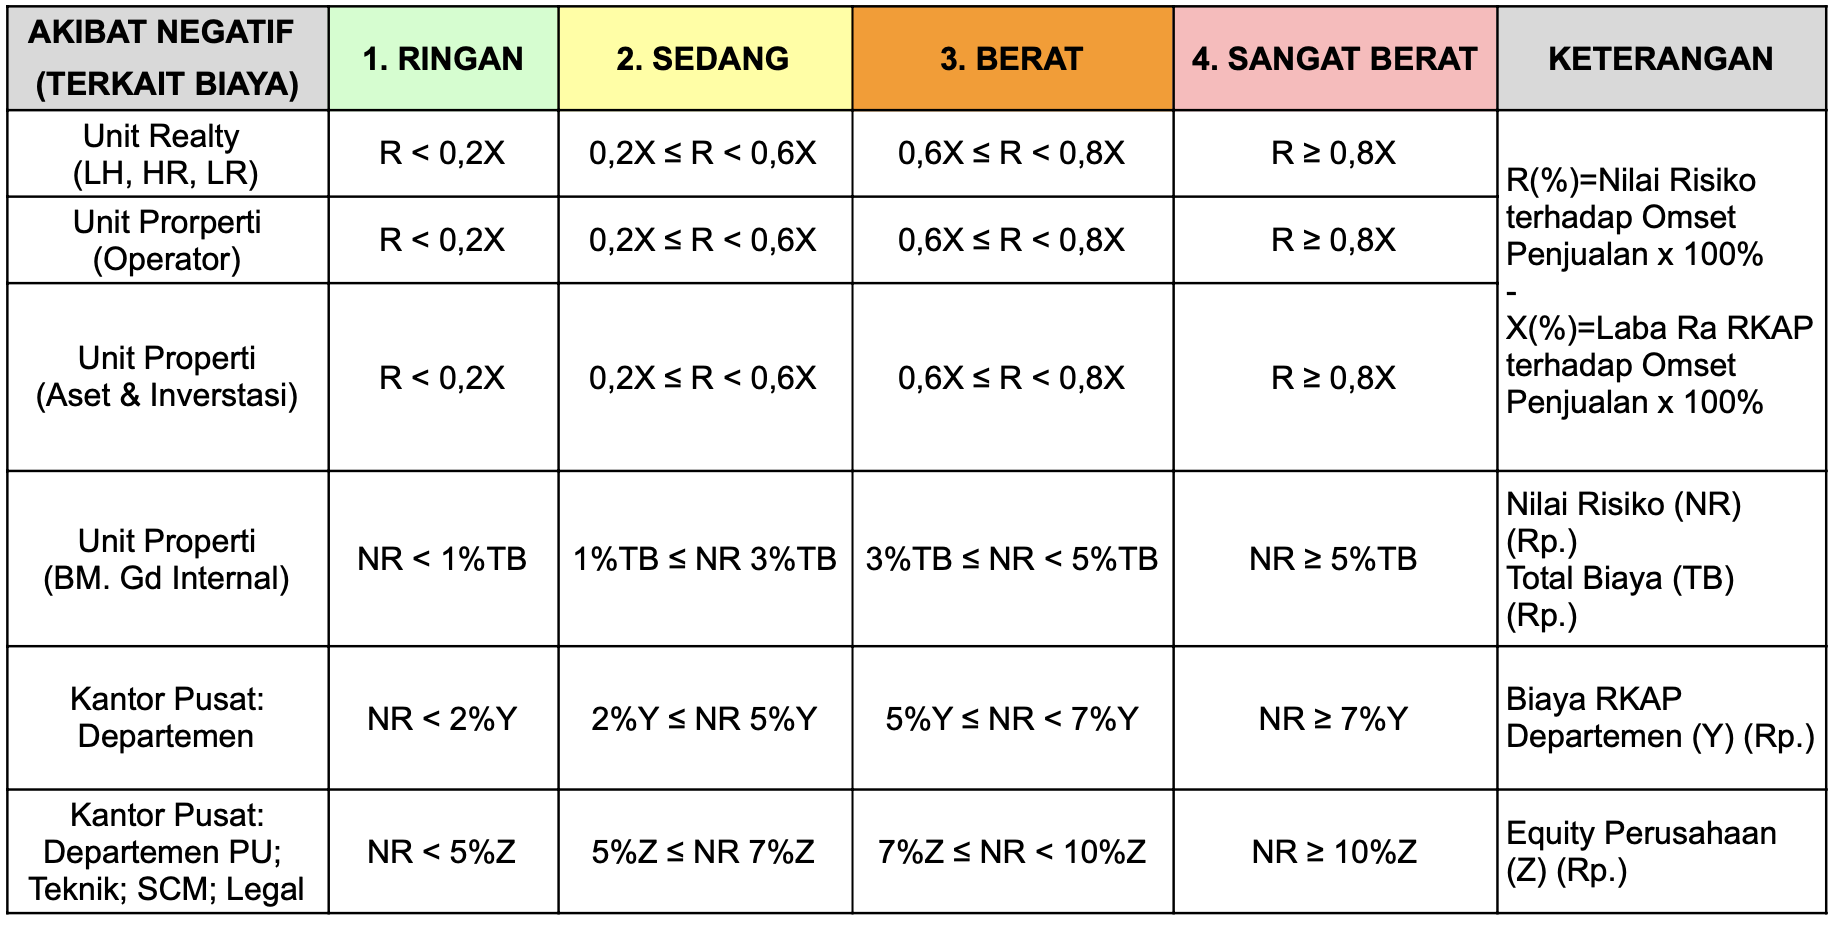 AKIBAT NEGATIF
(TERKAIT BIAYA)
1. RINGAN
2. SEDANG
3. BERAT
4. SANGAT BERAT
KETERANGAN
Unit Realty
(LH, HR, LR)
R < 0,2X
0,2X ≤ R < 0,6X
0,6X ≤ R < 0,8X
R ≥ 0,8X
R(%)=Nilai Risiko
terhadap Omset
Penjualan x 100%
-
X(%)=Laba Ra RKAP
terhadap Omset
Penjualan x 100%
Unit Prorperti
(Operator)
R < 0,2X
0,2X ≤ R < 0,6X
0,6X ≤ R < 0,8X
R ≥ 0,8X
Unit Properti
(Aset & Inverstasi)
R < 0,2X
0,2X ≤ R < 0,6X
0,6X ≤ R < 0,8X
R ≥ 0,8X
Unit Properti
(BM. Gd Internal)
NR < 1%TB
1%TB ≤ NR 3%TB
3%TB ≤ NR < 5%TB
NR ≥ 5%TB
Nilai Risiko (NR)
(Rp.)
Total Biaya (TB)
(Rp.)
Kantor Pusat:
Departemen
NR < 2%Y
2%Y ≤ NR 5%Y
5%Y ≤ NR < 7%Y
NR ≥ 7%Y
Biaya RKAP
Departemen (Y) (Rp.)
Kantor Pusat:
Departemen PU;
Teknik; SCM; Legal
NR < 5%Z
5%Z ≤ NR 7%Z
7%Z ≤ NR < 10%Z
NR ≥ 10%Z
Equity Perusahaan
(Z) (Rp.)